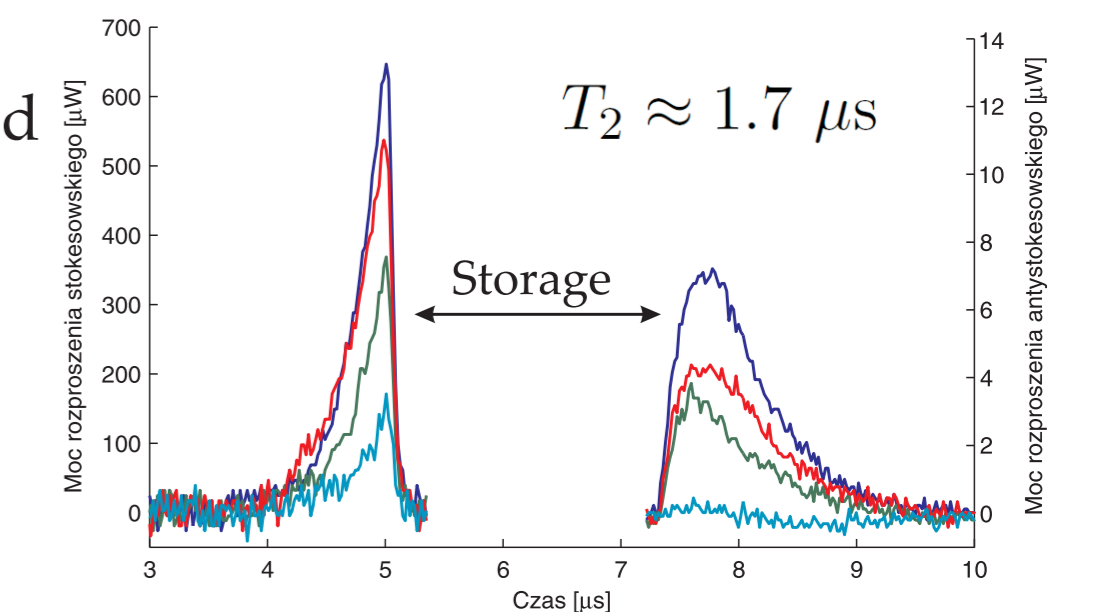 d
Moc rozproszenia stokesowskiego [μW]
700
600
500
400
300
200
100
0
T₂ ≈ 1.7 μs
Storage
14
12
10
8
6
4
2
0
Moc rozproszenia antystokesowskiego [μW]
3 4 5 6 7 8 9 10
Czas [μs]